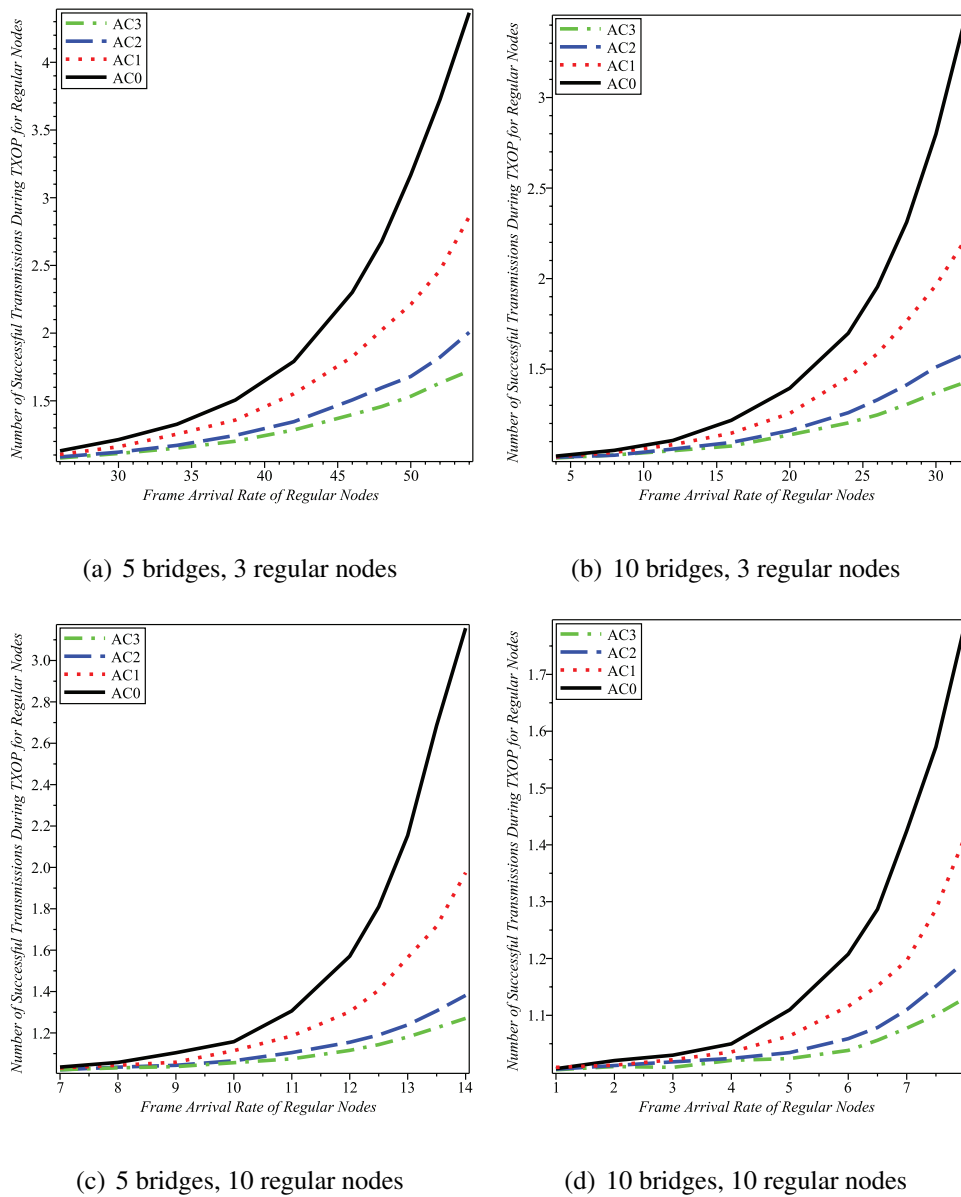 Number of Successful Transmissions During TXOP for Regular Nodes
AC3
AC2
AC1
AC0
4
3.5
3
2.5
2
1.5
30
35
40
45
50
Frame Arrival Rate of Regular Nodes
(a) 5 bridges, 3 regular nodes
Number of Successful Transmissions During TXOP for Regular Nodes
AC3
AC2
AC1
AC0
3
2.5
2
1.5
5
10
15
20
25
30
Frame Arrival Rate of Regular Nodes
(b) 10 bridges, 3 regular nodes
Number of Successful Transmissions During TXOP for Regular Nodes
AC3
AC2
AC1
AC0
3.0
2.8
2.6
2.4
2.2
2.0
1.8
1.6
1.4
1.2
7
8
9
10
11
12
13
14
Frame Arrival Rate of Regular Nodes
(c) 5 bridges, 10 regular nodes
Number of Successful Transmissions During TXOP for Regular Nodes
AC3
AC2
AC1
AC0
1.7
1.6
1.5
1.4
1.3
1.2
1.1
1
2
3
4
5
6
7
Frame Arrival Rate of Regular Nodes
(d) 10 bridges, 10 regular nodes